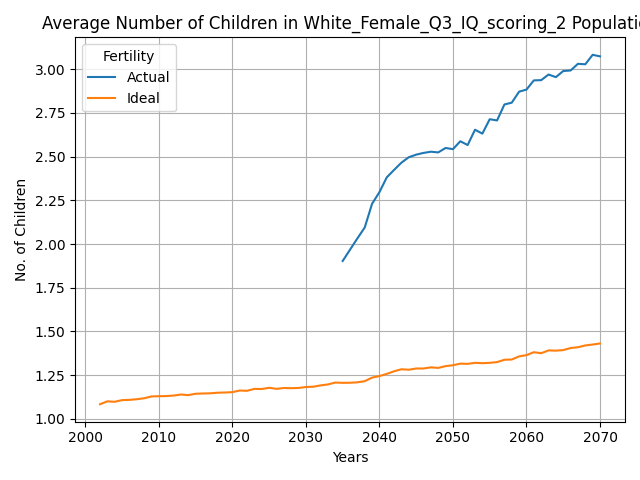 Average Number of Children in White_Female_Q3_IQ_scoring_2 Populatio
Fertility
Actual
Ideal
3.00
2.75
2.50
2.25
2.00
1.75
1.50
1.25
1.00
No. of Children
2000 2010 2020 2030 2040 2050 2060 2070
Years